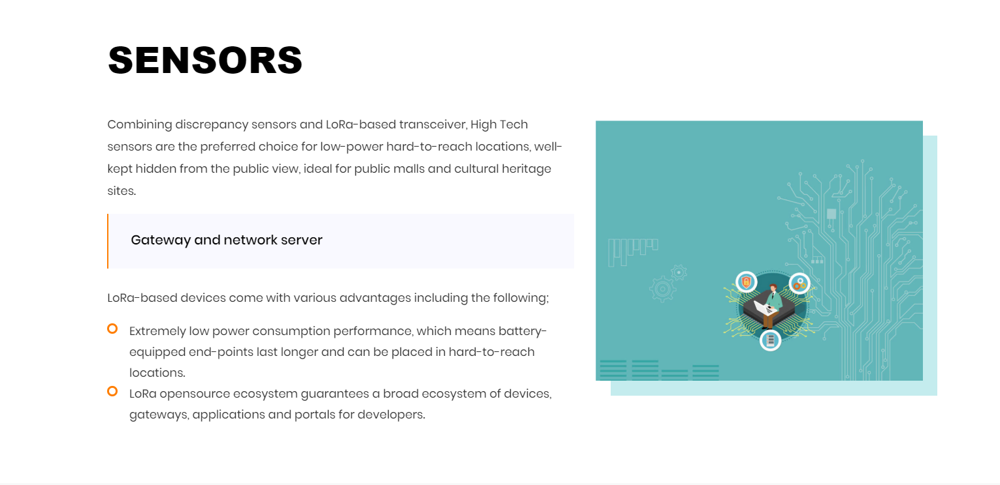 SENSORS
Combining discrepancy sensors and LoRa-based transceiver, High Tech
sensors are the preferred choice for low-power hard-to-reach locations, well-
kept hidden from the public view, ideal for public malls and cultural heritage
sites.
Gateway and network server
LoRa-based devices come with various advantages including the following;
Extremely low power consumption performance, which means battery-
equipped end-points last longer and can be placed in hard-to-reach
locations.
LoRa opensource ecosystem guarantees a broad ecosystem of devices,
gateways, applications and portals for developers.